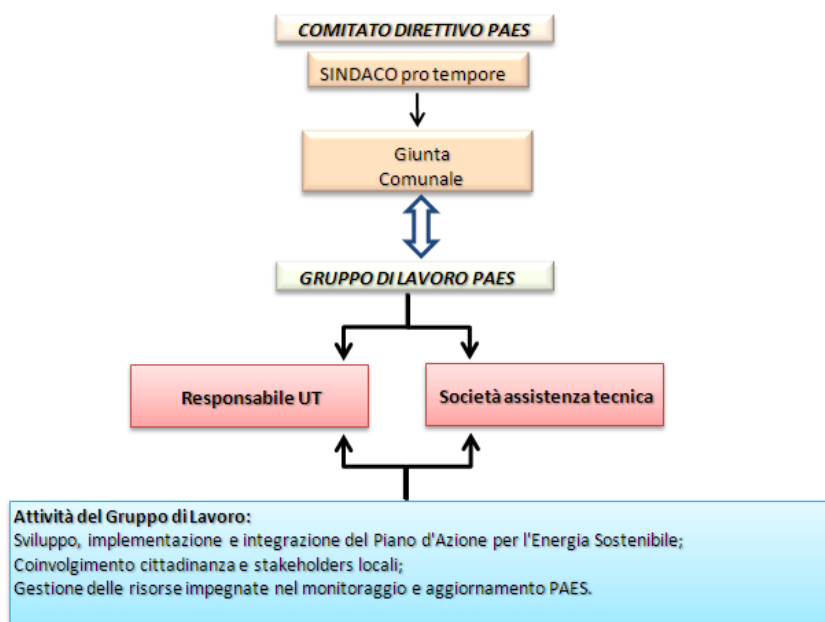 COMITATO DIRETTIVO PAES
SINDACO pro tempore
Giunta
Comunale
GRUPPO DI LAVORO PAES
Responsabile UT
Società assistenza tecnica
Attività del Gruppo di Lavoro:
Sviluppo, implementazione e integrazione del Piano d'Azione per l'Energia Sostenibile;
Coinvolgimento cittadinanza e stakeholders locali;
Gestione delle risorse impegnate nel monitoraggio e aggiornamento PAES.